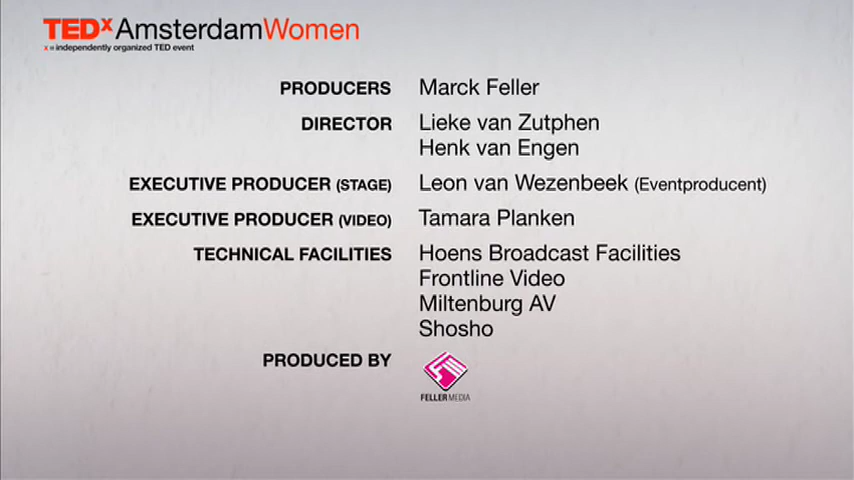 TEDxAmsterdamWomen
x = independently organized TED event
PRODUCERS Marck Feller
DIRECTOR Lieke van Zutphen
Henk van Engen
EXECUTIVE PRODUCER (STAGE) Leon van Wezenbeek (Eventproducent)
EXECUTIVE PRODUCER (VIDEO) Tamara Planken
TECHNICAL FACILITIES Hoens Broadcast Facilities
Frontline Video
Miltenburg AV
Shosho
PRODUCED BY
FELLER MEDIA